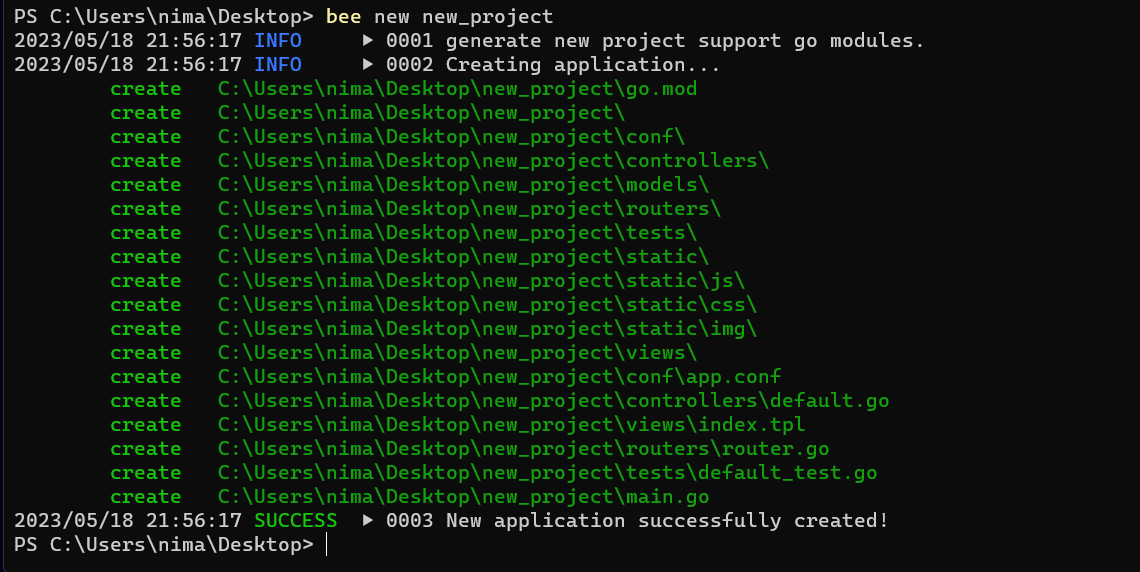 PS C:\Users\nima\Desktop> bee new new_project
2023/05/18 21:56:17 INFO     ▶ 0001 generate new project support go modules.
2023/05/18 21:56:17 INFO     ▶ 0002 Creating application...
        create   C:\Users\nima\Desktop\new_project\go.mod
        create   C:\Users\nima\Desktop\new_project\
        create   C:\Users\nima\Desktop\new_project\conf\
        create   C:\Users\nima\Desktop\new_project\controllers\
        create   C:\Users\nima\Desktop\new_project\models\
        create   C:\Users\nima\Desktop\new_project\routers\
        create   C:\Users\nima\Desktop\new_project\tests\
        create   C:\Users\nima\Desktop\new_project\static\
        create   C:\Users\nima\Desktop\new_project\static\js\
        create   C:\Users\nima\Desktop\new_project\static\css\
        create   C:\Users\nima\Desktop\new_project\static\img\
        create   C:\Users\nima\Desktop\new_project\views\
        create   C:\Users\nima\Desktop\new_project\conf\app.conf
        create   C:\Users\nima\Desktop\new_project\controllers\default.go
        create   C:\Users\nima\Desktop\new_project\views\index.tpl
        create   C:\Users\nima\Desktop\new_project\routers\router.go
        create   C:\Users\nima\Desktop\new_project\tests\default_test.go
        create   C:\Users\nima\Desktop\new_project\main.go
2023/05/18 21:56:17 SUCCESS  ▶ 0003 New application successfully created!
PS C:\Users\nima\Desktop>